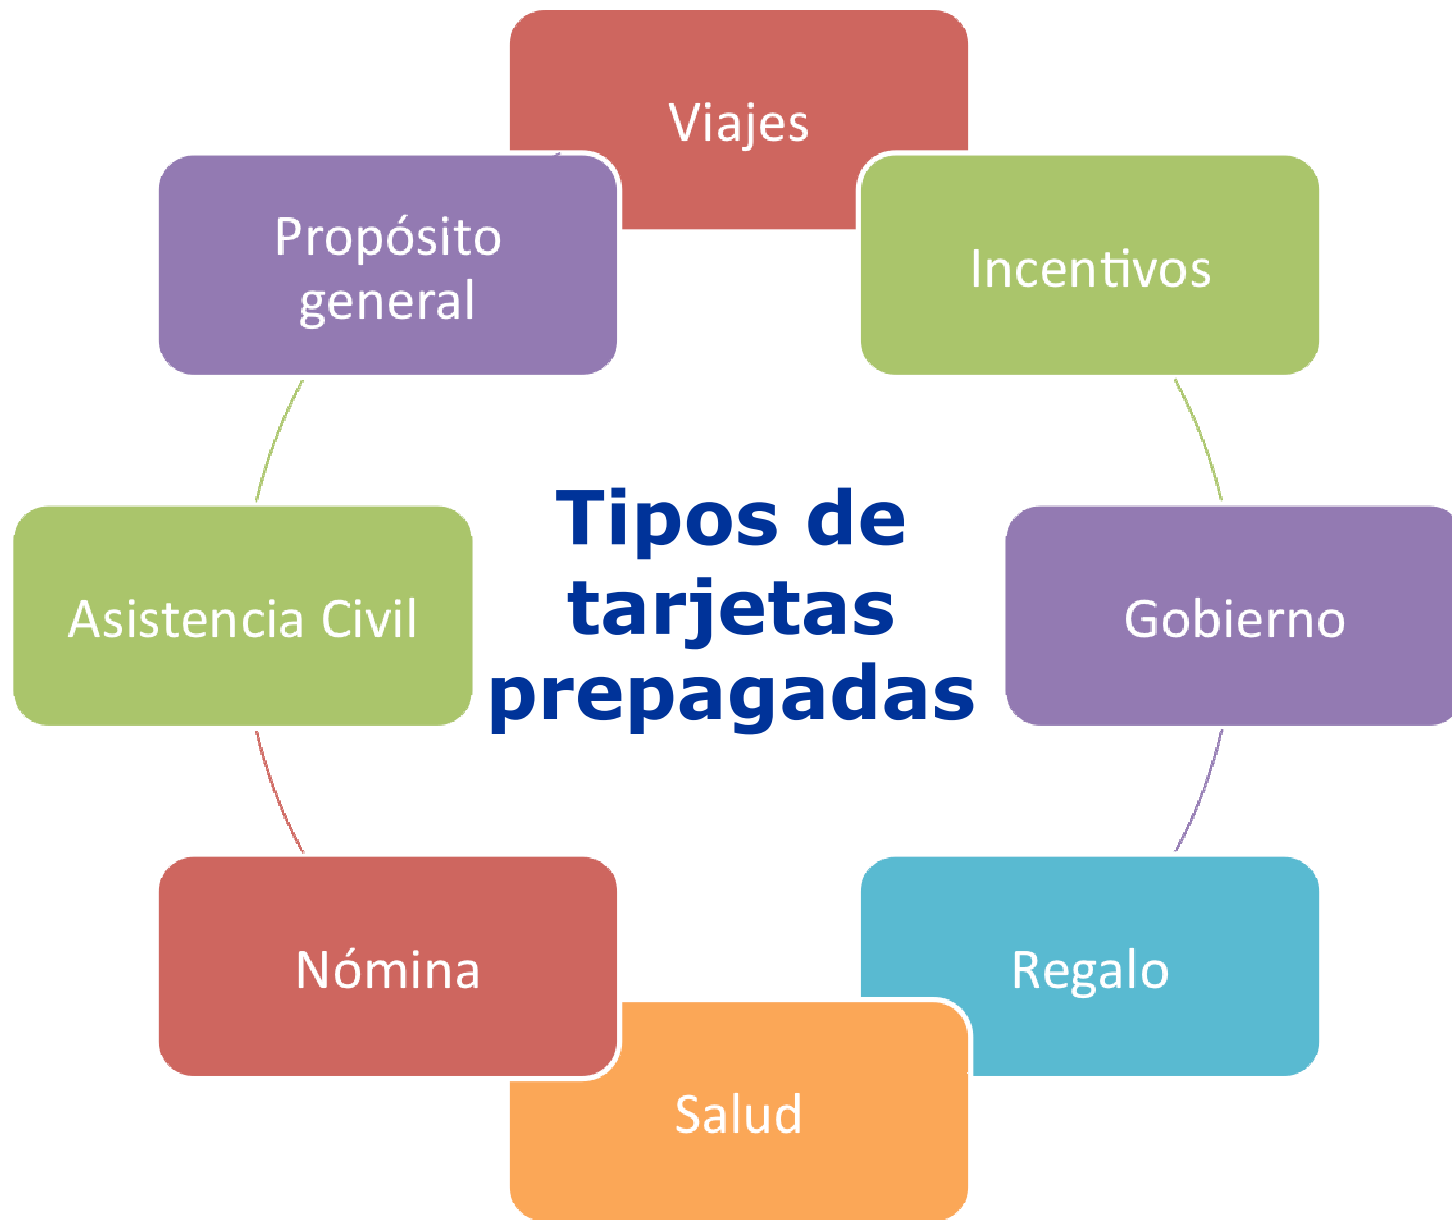 Viajes
Propósito
general
Incentivos
Tipos de
tarjetas
prepagadas
Asistencia Civil
Gobierno
Nómina
Regalo
Salud